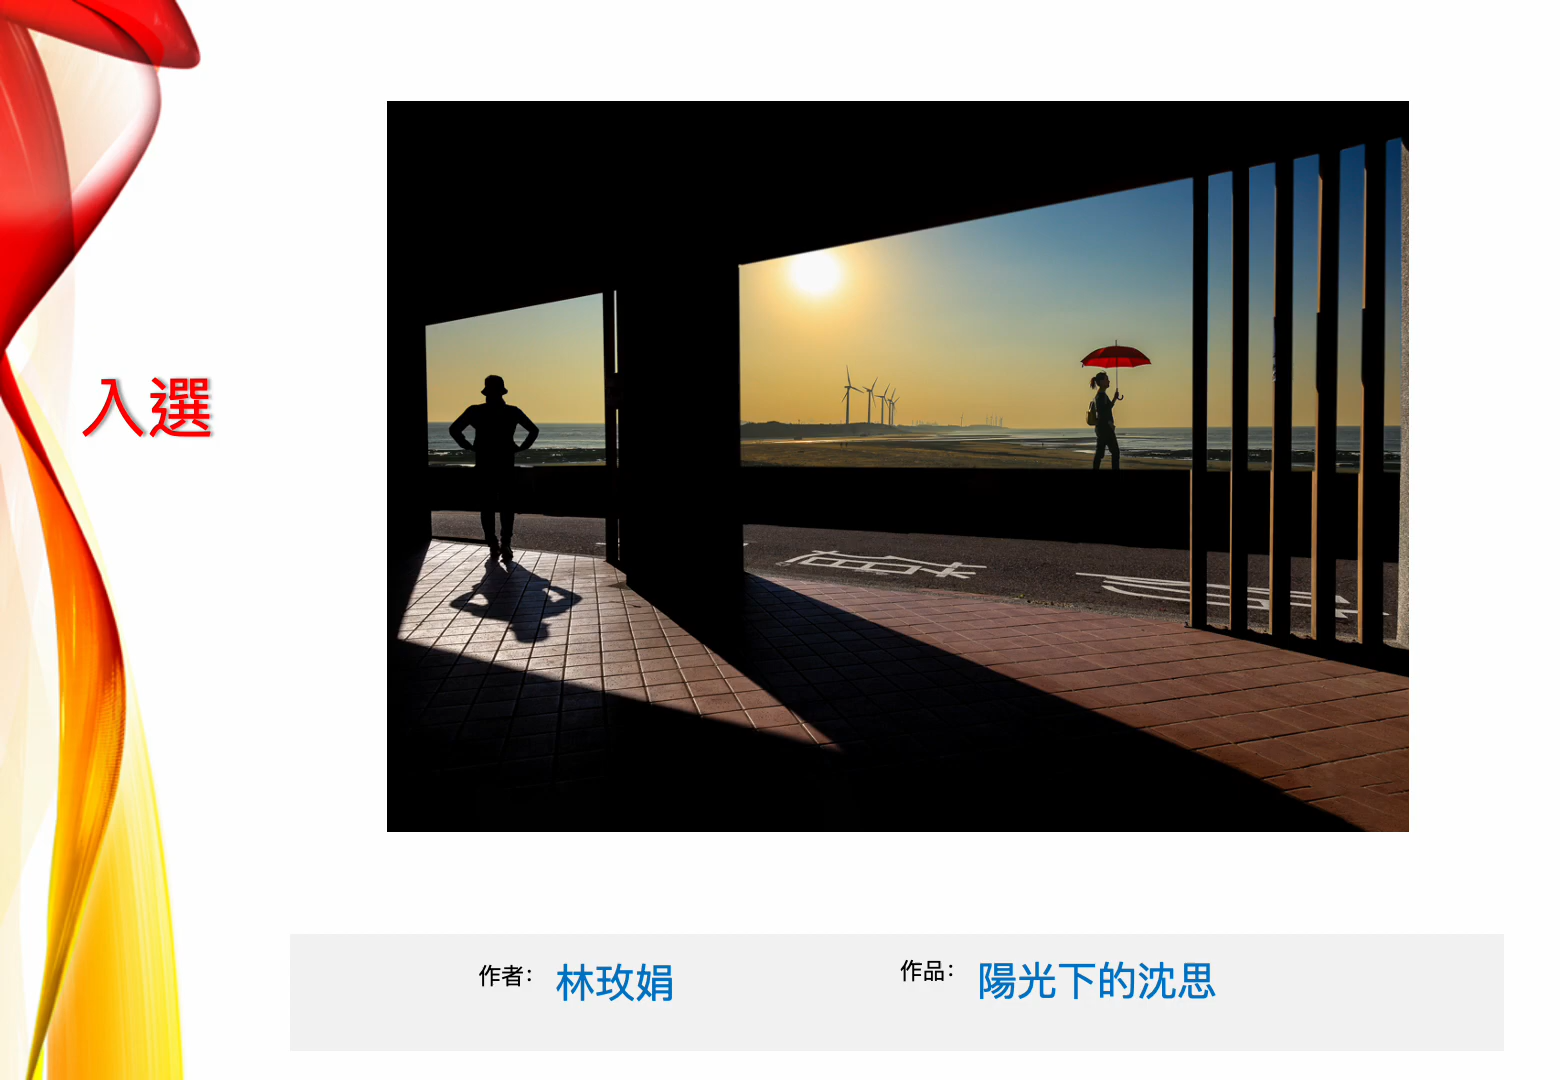 入選
作者： 林玫娟
作品： 陽光下的沈思